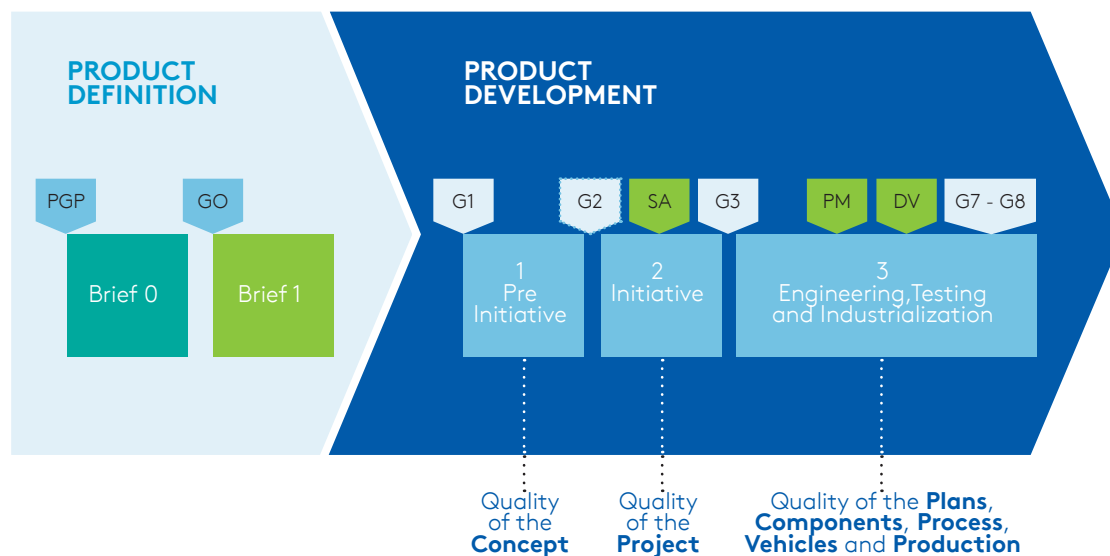 PRODUCT
DEFINITION
PRODUCT
DEVELOPMENT
PGP
GO
G1
G2
SA
G3
PM
DV
G7 - G8
Brief 0
Brief 1
1
Pre
Initiative
2
Initiative
3
Engineering,Testing
and Industrialization
Quality
of the
Concept
Quality
of the
Project
Quality of the Plans,
Components, Process,
Vehicles and Production